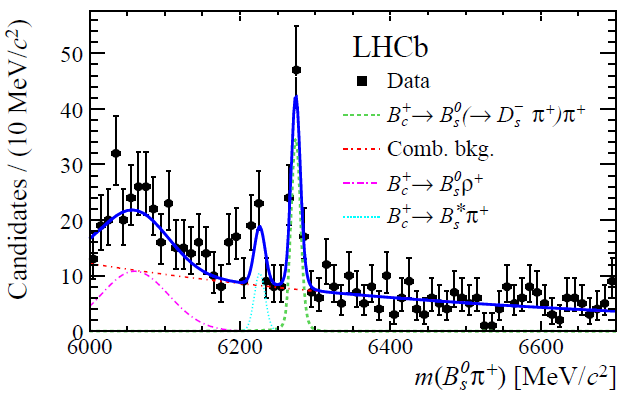 LHCb
Data
B_c^+→ B_s^0(→ D_s^- π^+)π^+
Comb. bkg.
B_c^+→ B_s^0ρ^+
B_c^+→ B_s^*π^+
Candidates / (10 MeV/c^2)
50
40
30
20
10
0
6000 6200 6400 6600
m(B_s^0π^+) [MeV/c^2]